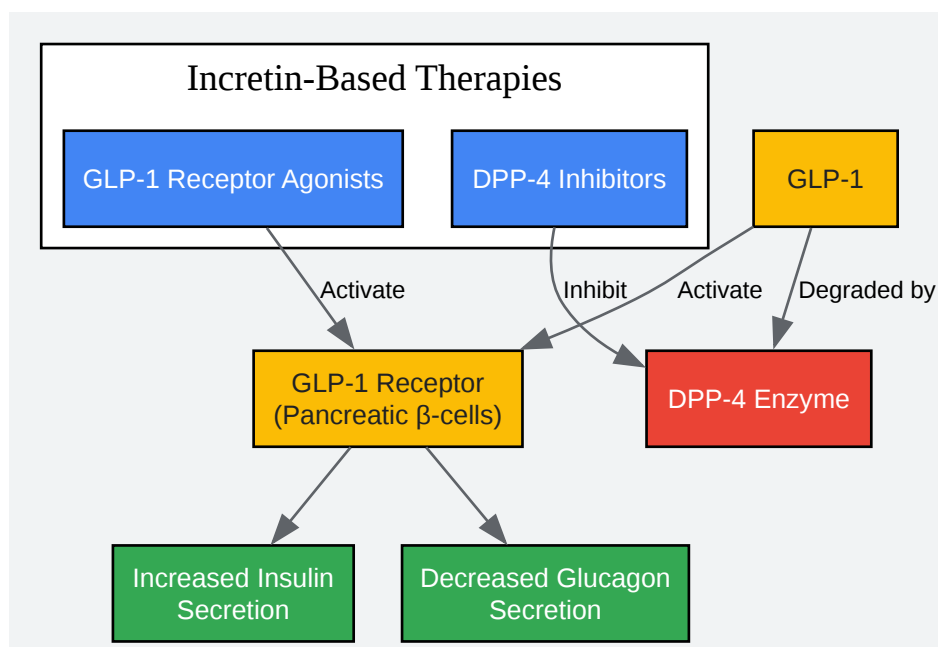 Incretin-Based Therapies
GLP-1 Receptor Agonists
DPP-4 Inhibitors
GLP-1
Activate
Inhibit
Activate
Degraded by
GLP-1 Receptor
(Pancreatic β-cells)
DPP-4 Enzyme
Increased Insulin
Secretion
Decreased Glucagon
Secretion